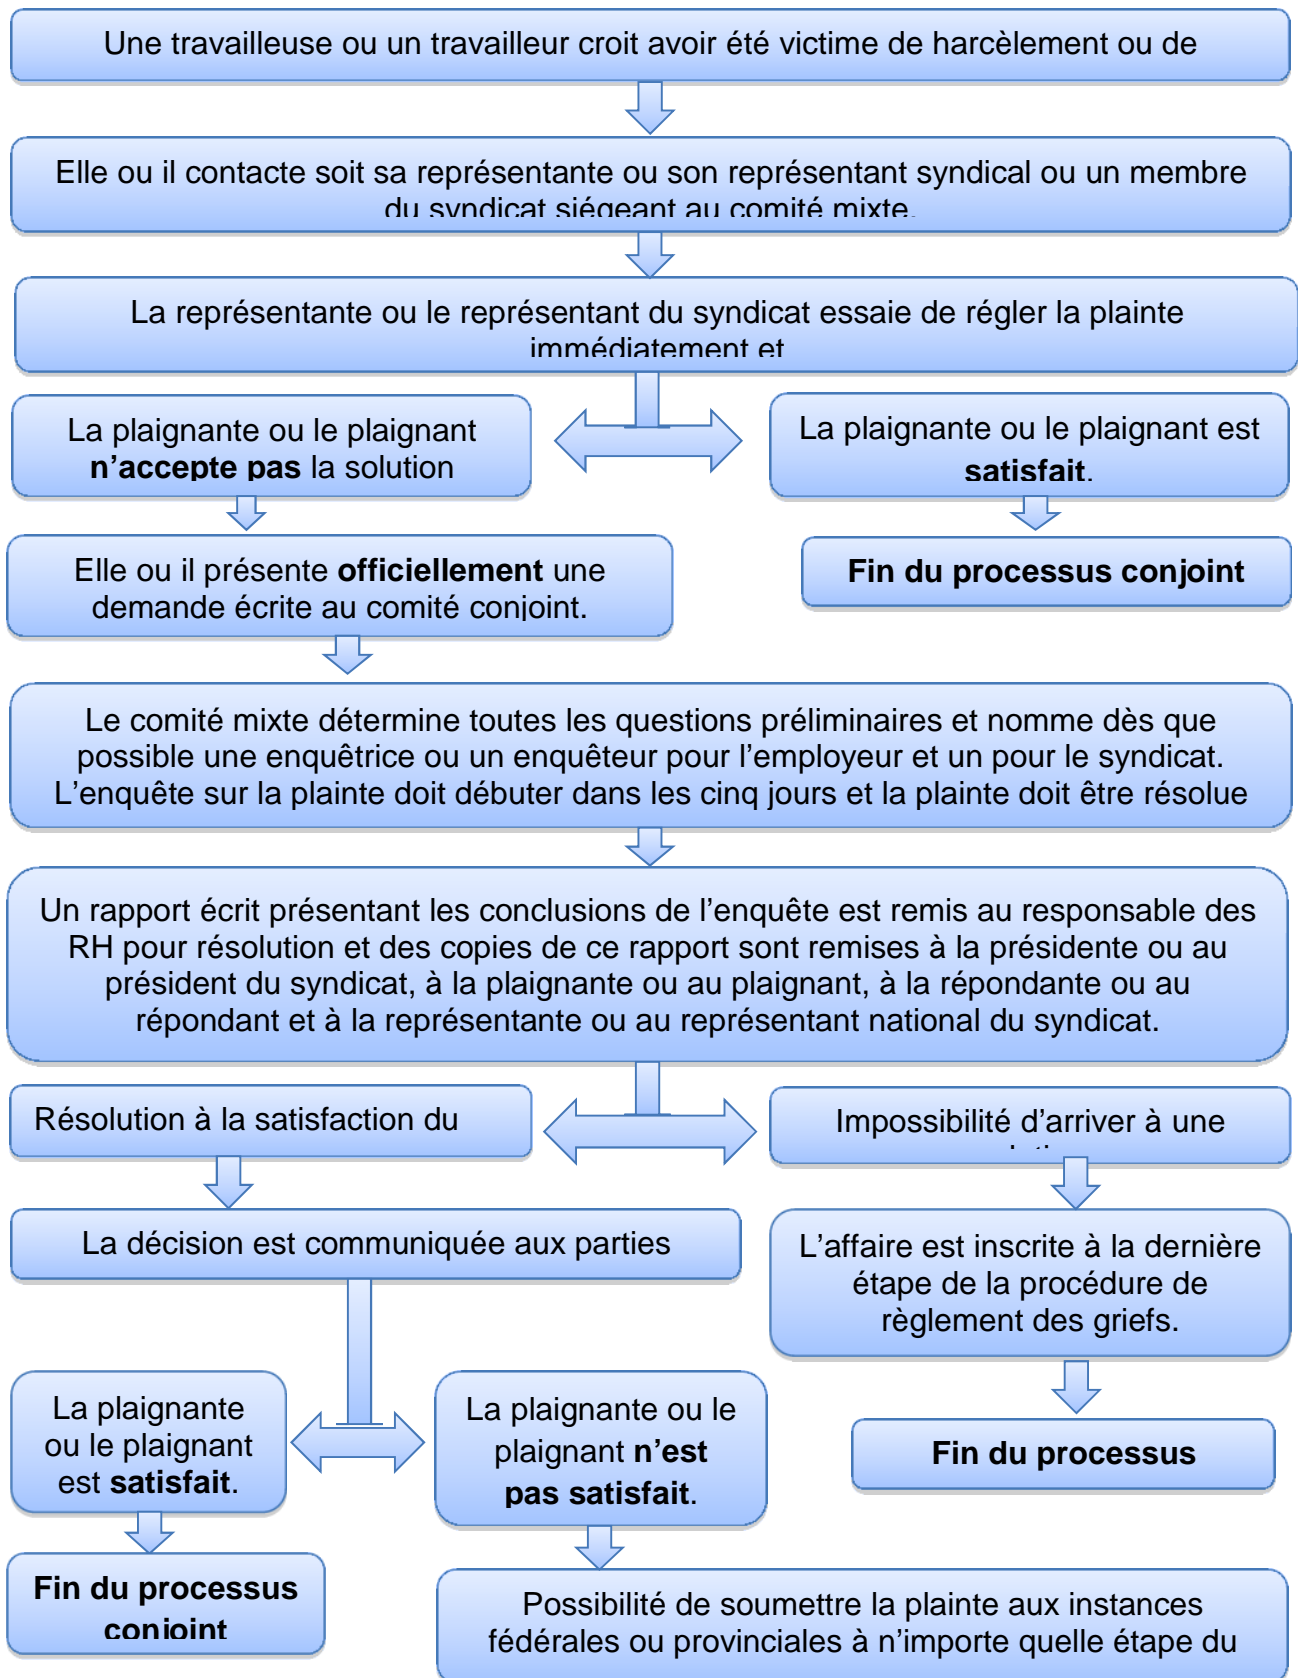 Une travailleuse ou un travailleur croit avoir été victime de harcèlement ou de
Elle ou il contacte soit sa représentante ou son représentant syndical ou un membre
du syndicat siégeant au comité mixte.
La représentante ou le représentant du syndicat essaie de régler la plainte
immédiatement et
La plaignante ou le plaignant
n’accepte pas la solution
La plaignante ou le plaignant est
satisfait.
Elle ou il présente officiellement une
demande écrite au comité conjoint.
Fin du processus conjoint
Le comité mixte détermine toutes les questions préliminaires et nomme dès que
possible une enquêtrice ou un enquêteur pour l’employeur et un pour le syndicat.
L’enquête sur la plainte doit débuter dans les cinq jours et la plainte doit être résolue
Un rapport écrit présentant les conclusions de l’enquête est remis au responsable des
RH pour résolution et des copies de ce rapport sont remises à la présidente ou au
président du syndicat, à la plaignante ou au plaignant, à la répondante ou au
répondant et à la représentante ou au représentant national du syndicat.
Résolution à la satisfaction du
Impossibilité d’arriver à une
La décision est communiquée aux parties
L’affaire est inscrite à la dernière
étape de la procédure de
règlement des griefs.
La plaignante
ou le plaignant
est satisfait.
La plaignante ou le
plaignant n’est
pas satisfait.
Fin du processus
Fin du processus
conjoint
Possibilité de soumettre la plainte aux instances
fédérales ou provinciales à n’importe quelle étape du